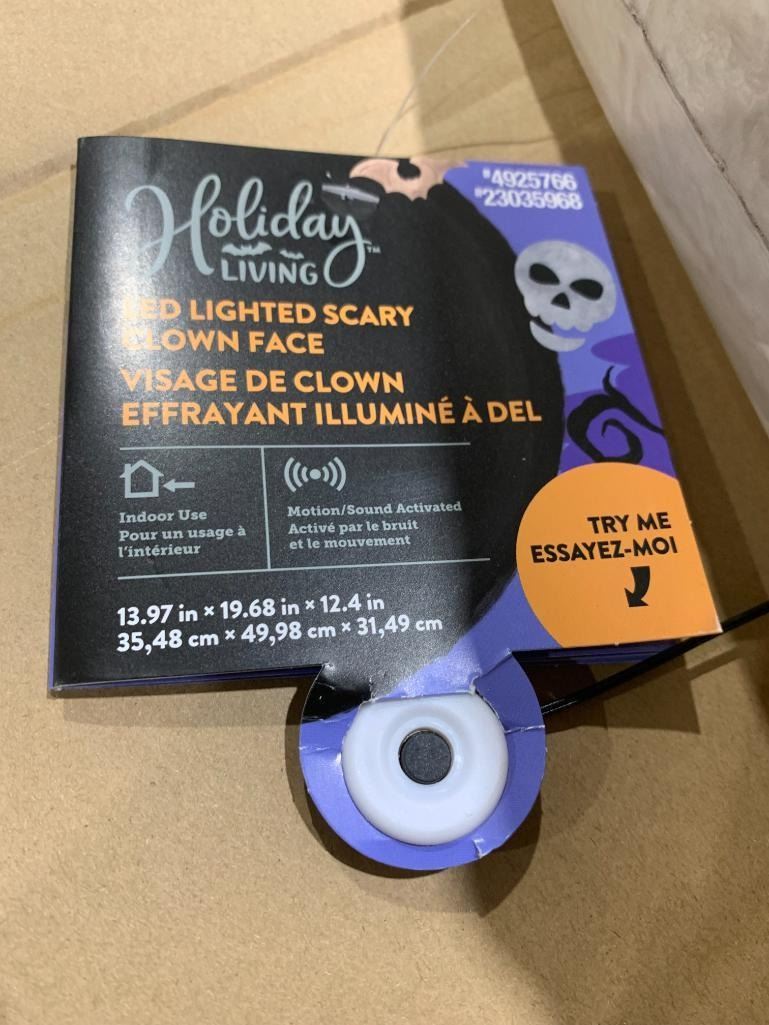 Holiday
LIVING™
#4925766
#23035968
LED LIGHTED SCARY
CLOWN FACE
VISAGE DE CLOWN
EFFRAYANT ILLUMINÉ À DEL
Indoor Use
Pour un usage à
l'intérieur
Motion/Sound Activated
Activé par le bruit
et le mouvement
TRY ME
ESSAYEZ-MOI
13.97 in × 19.68 in × 12.4 in
35,48 cm × 49,98 cm × 31,49 cm